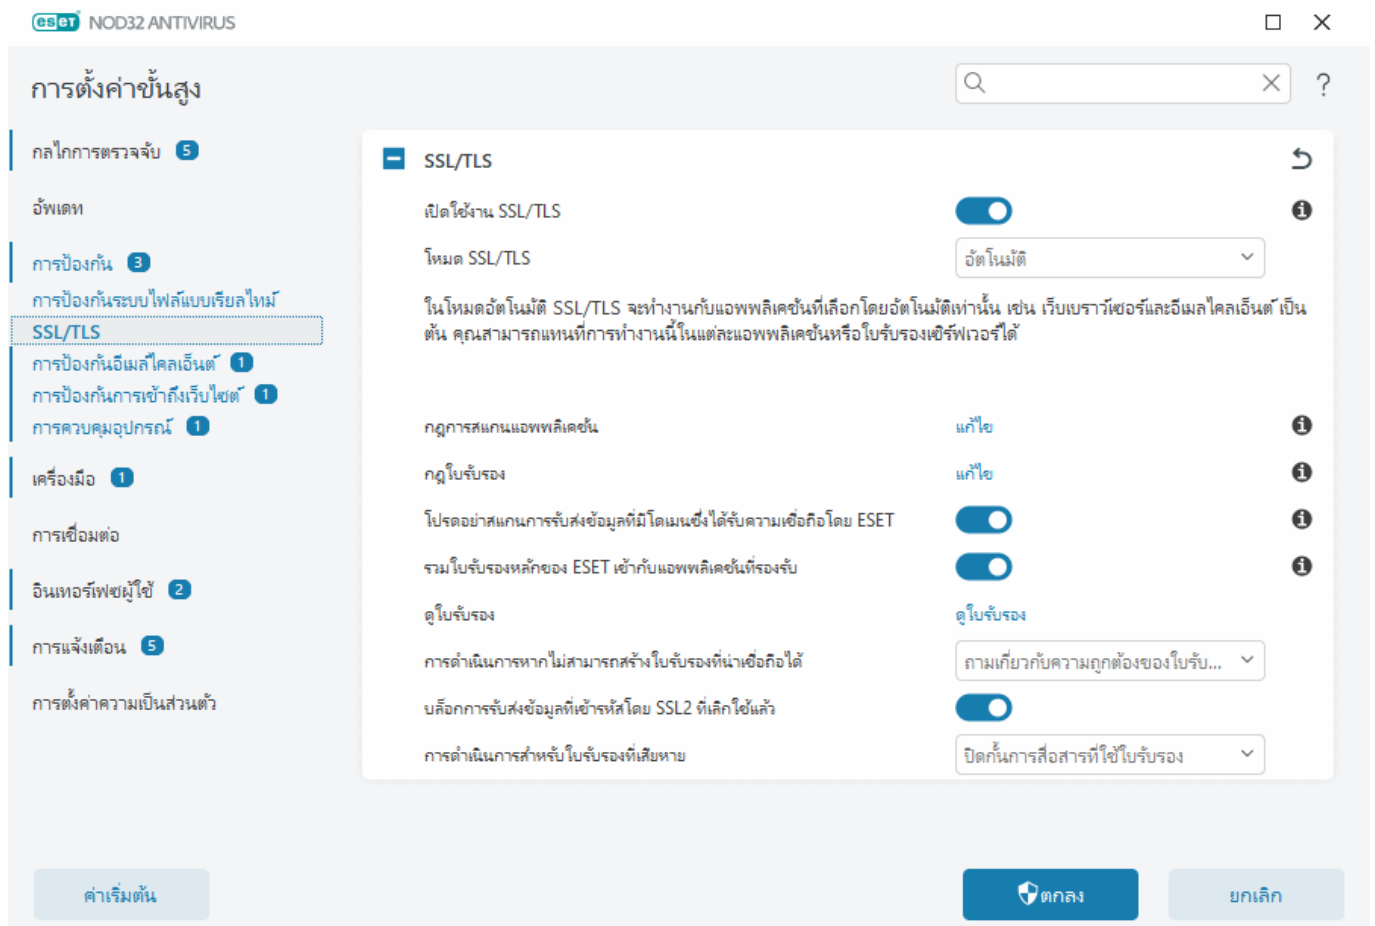 eset NOD32 ANTIVIRUS
การตั้งค่าขั้นสูง
?
กลไกการตรวจจับ 5
อัพเดท
การป้องกัน 3
การป้องกันระบบไฟล์แบบเรียลไทม์
SSL/TLS
การป้องกันอีเมล์ไคลเอ็นต์ 1
การป้องกันการเข้าถึงเว็บไซต์ 1
การควบคุมอุปกรณ์ 1
เครื่องมือ 1
การเชื่อมต่อ
อินเทอร์เฟซผู้ใช้ 2
การแจ้งเตือน 5
การตั้งค่าความเป็นส่วนตัว
SSL/TLS
เปิดใช้งาน SSL/TLS
โหมด SSL/TLS อัตโนมัติ
ในโหมดอัตโนมัติ SSL/TLS จะทำงานกับแอพพลิเคชันที่เลือกโดยอัตโนมัติเท่านั้น เช่น เว็บเบราว์เซอร์และอีเมลไคลเอ็นต์ เป็น
ต้น คุณสามารถแทนที่การทำงานนี้ในแต่ละแอพพลิเคชันหรือใบรับรองเซิร์ฟเวอร์ได้
กฎการสแกนแอพพลิเคชั่น แก้ไข
กฎใบรับรอง แก้ไข
โปรดอย่าสแกนการรับส่งข้อมูลที่มีโดเมนซึ่งได้รับความเชื่อถือโดย ESET
รวมใบรับรองหลักของ ESET เข้ากับแอพพลิเคชันที่รองรับ
ดูใบรับรอง ดูใบรับรอง
การดำเนินการหากไม่สามารถสร้างใบรับรองที่น่าเชื่อถือได้ ถามเกี่ยวกับความถูกต้องของใบรับ...
บล็อกการรับส่งข้อมูลที่เข้ารหัสโดย SSL2 ที่เลิกใช้แล้ว
การดำเนินการสำหรับใบรับรองที่เสียหาย ปิดกั้นการสื่อสารที่ใช้ใบรับรอง
ค่าเริ่มต้น ตกลง ยกเลิก